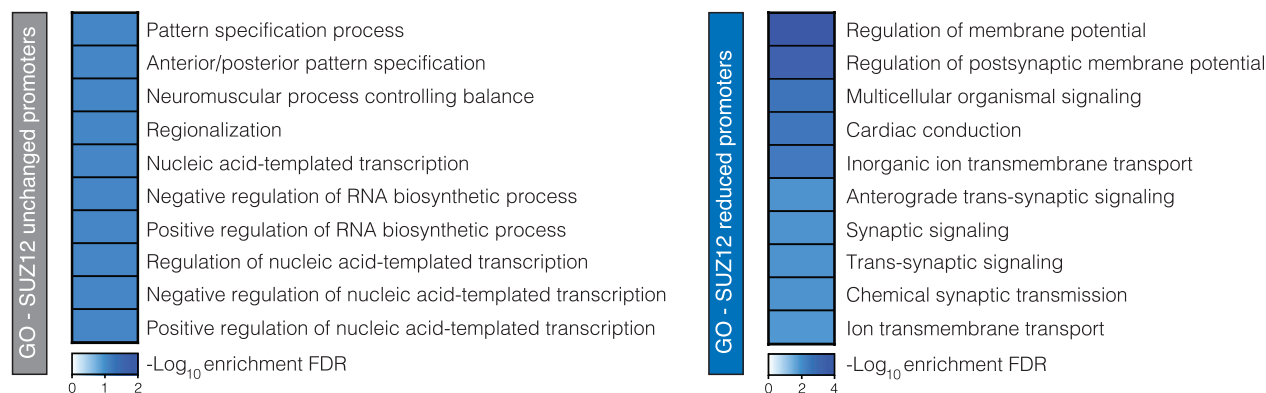 GO - SUZ12 unchanged promoters
Pattern specification process
Anterior/posterior pattern specification
Neuromuscular process controlling balance
Regionalization
Nucleic acid-templated transcription
Negative regulation of RNA biosynthetic process
Positive regulation of RNA biosynthetic process
Regulation of nucleic acid-templated transcription
Negative regulation of nucleic acid-templated transcription
Positive regulation of nucleic acid-templated transcription
-Log10 enrichment FDR
0 1 2
GO - SUZ12 reduced promoters
Regulation of membrane potential
Regulation of postsynaptic membrane potential
Multicellular organismal signaling
Cardiac conduction
Inorganic ion transmembrane transport
Anterograde trans-synaptic signaling
Synaptic signaling
Trans-synaptic signaling
Chemical synaptic transmission
Ion transmembrane transport
-Log10 enrichment FDR
0 2 4